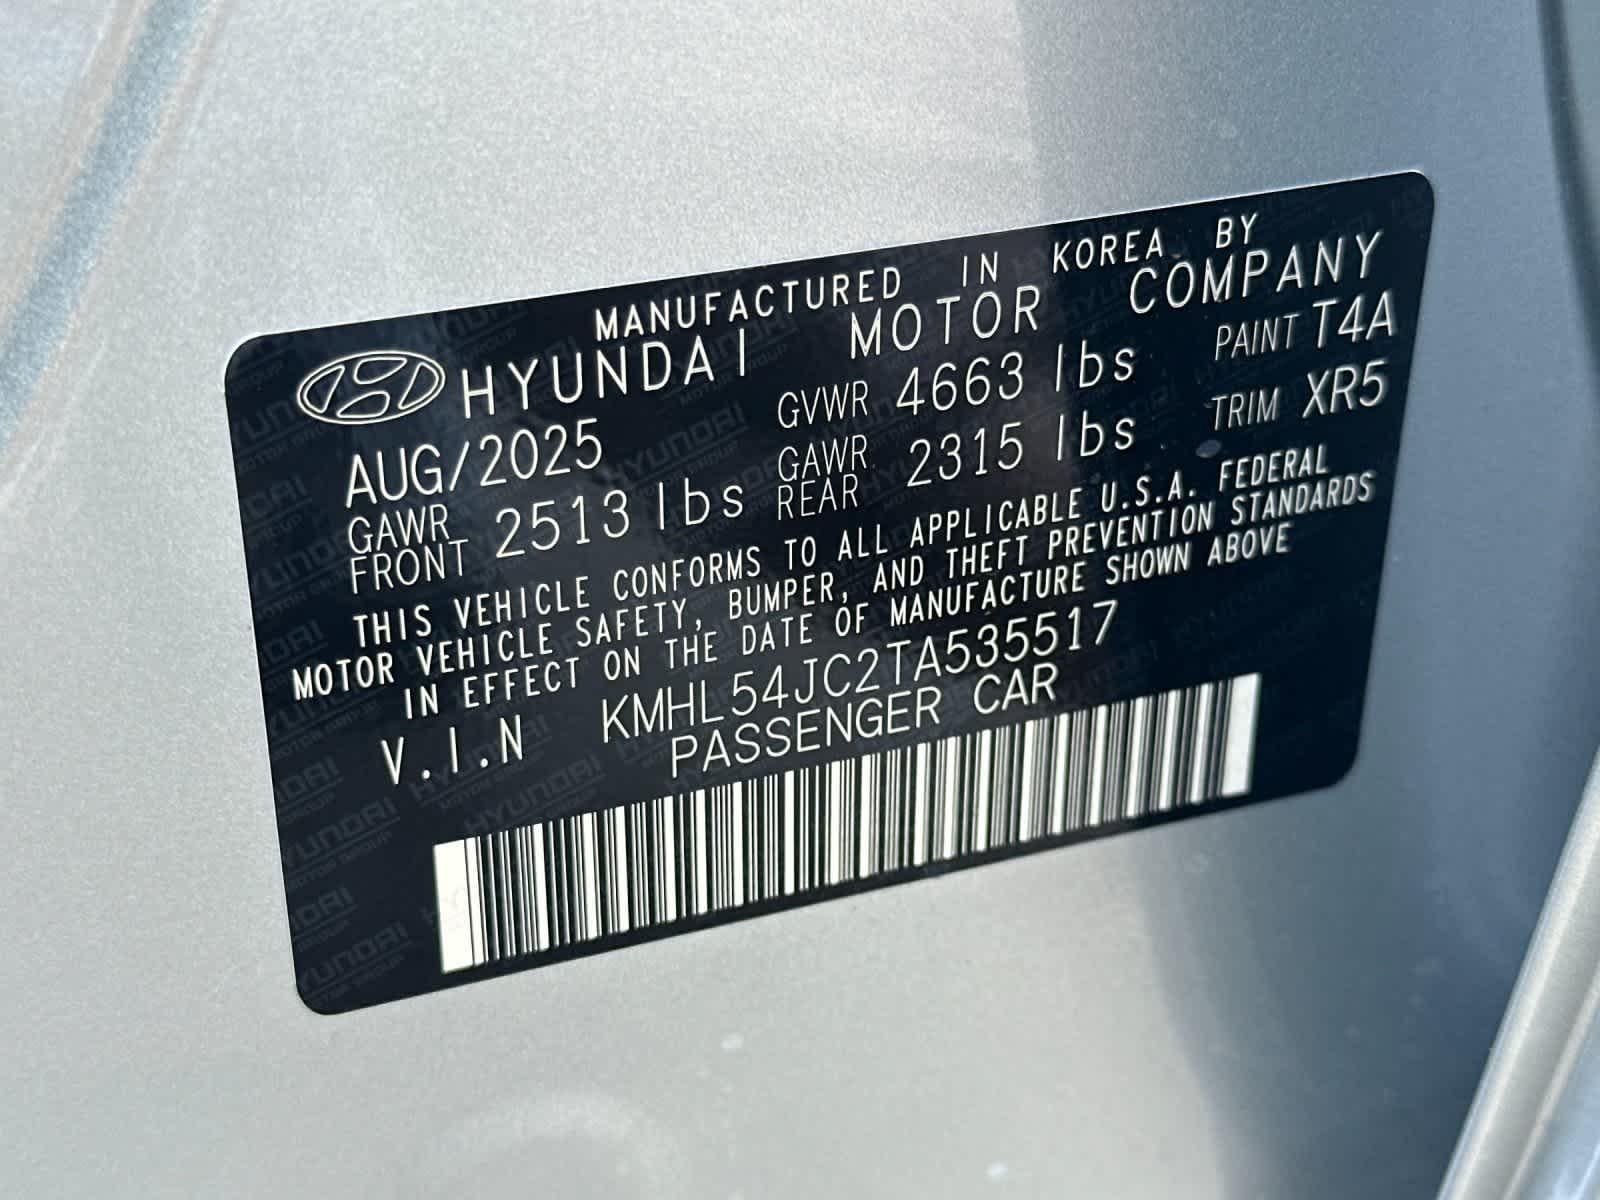 MANUFACTURED IN KOREA BY
HYUNDAI MOTOR COMPANY
AUG/2025 GVWR 4663 lbs PAINT T4A
GAWR FRONT 2513 lbs GAWR REAR 2315 lbs TRIM XR5
THIS VEHICLE CONFORMS TO ALL APPLICABLE U.S.A. FEDERAL
MOTOR VEHICLE SAFETY, BUMPER, AND THEFT PREVENTION STANDARDS
IN EFFECT ON THE DATE OF MANUFACTURE SHOWN ABOVE
V.I.N KMHL54JC2TA535517
PASSENGER CAR